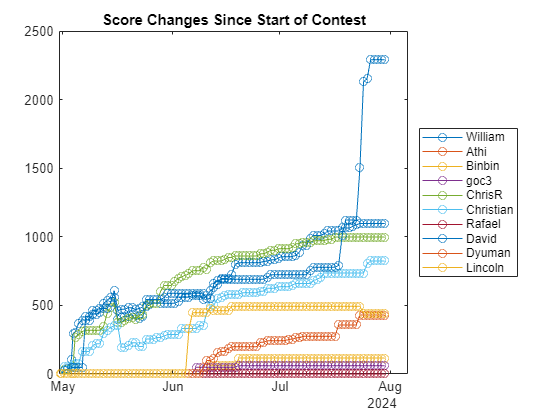 Score Changes Since Start of Contest
2500
2000
1500
1000
500
0
May
Jun
Jul
Aug
2024
William
Athi
Binbin
goc3
ChrisR
Christian
Rafael
David
Dyuman
Lincoln